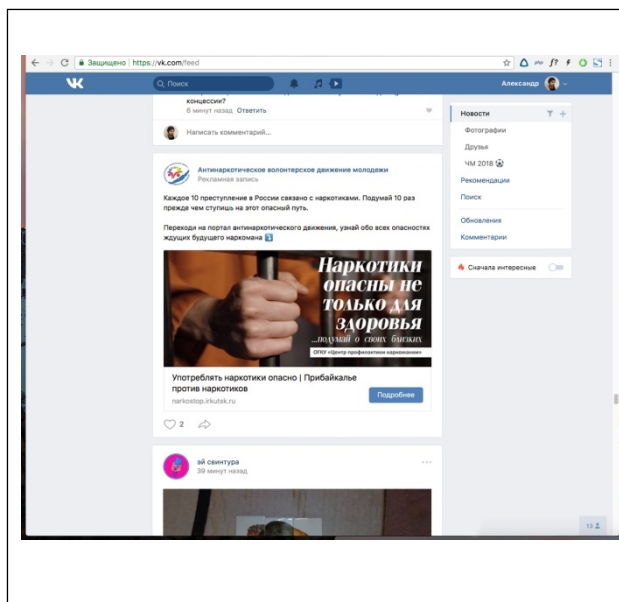 Защищено https://vk.com/feed
Поиск
Александр
концессии?
6 минут назад Ответить
Написать комментарий...
Антинаркотическое волонтерское движение молодежи
Рекламная запись
Каждое 10 преступление в России связано с наркотиками. Подумай 10 раз
прежде чем ступишь на этот опасный путь.
Переходи на портал антинаркотического движения, узнай обо всех опасностях
ждущих будущего наркомана
Наркотики
опасны не
только для
здоровья
...подумай о своих близких
ОГКУ «Центр профилактики наркомании»
Употреблять наркотики опасно | Прибайкалье
против наркотиков
narkostop.irkutsk.ru
Подробнее
2
эй свинтура
39 минут назад
Новости
Фотографии
Друзья
ЧМ 2018
Рекомендации
Поиск
Обновления
Комментарии
Сначала интересные
13